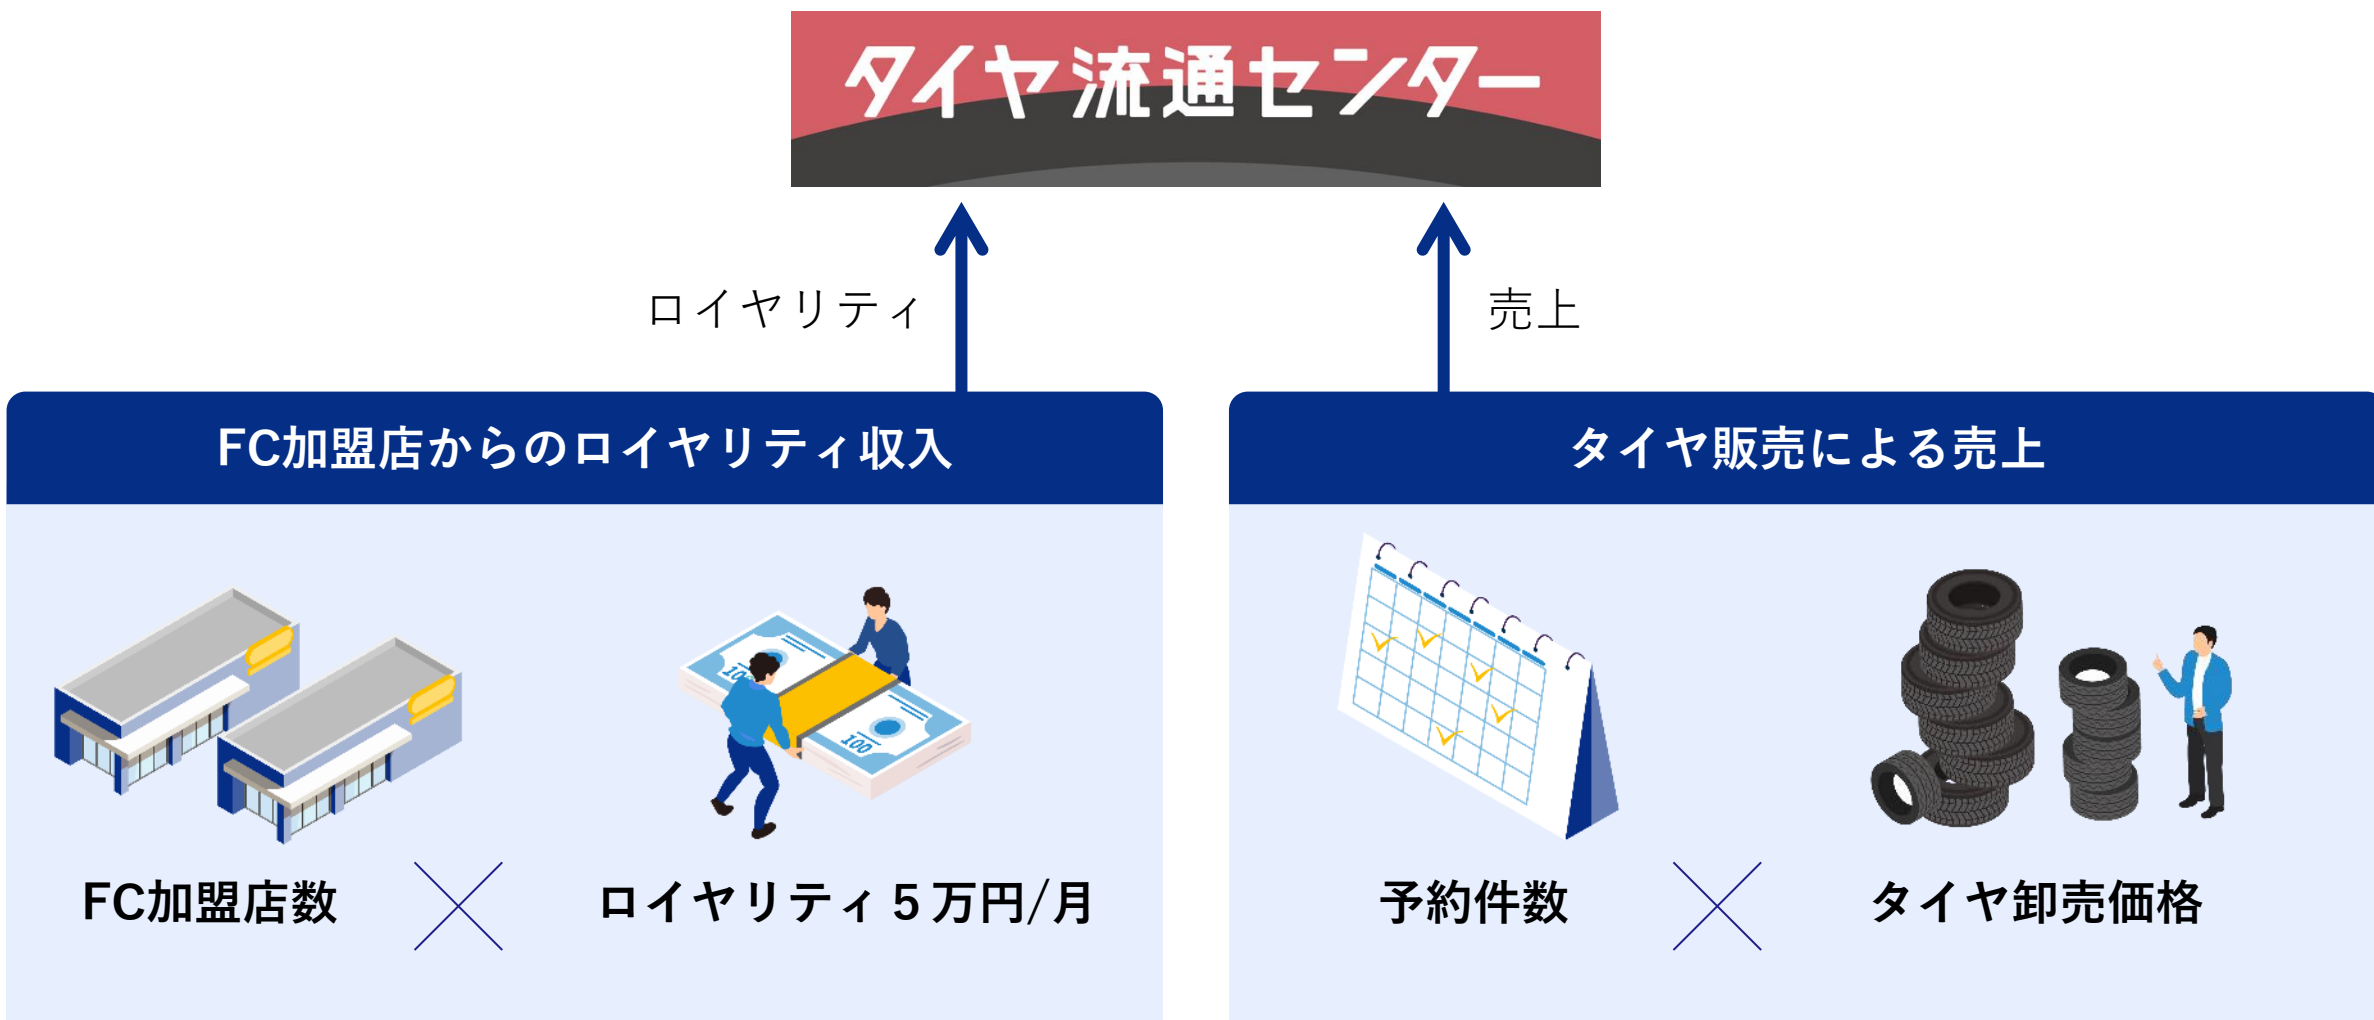 タイヤ流通センター
ロイヤリティ
売上
FC加盟店からのロイヤリティ収入
タイヤ販売による売上
100
100
FC加盟店数
ロイヤリティ5万円/月
予約件数
タイヤ卸売価格